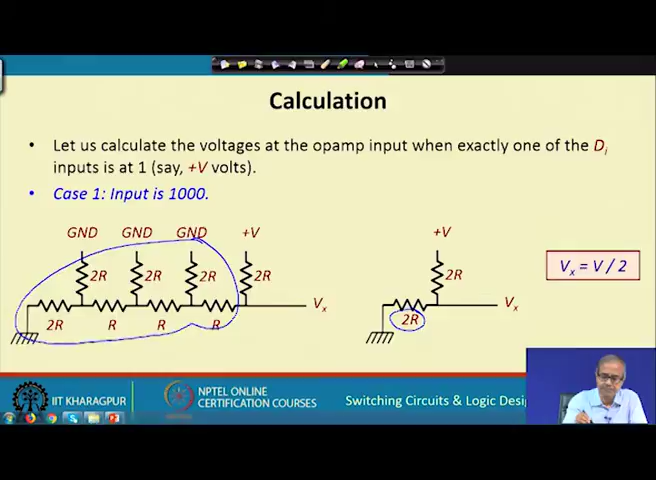 Calculation
• Let us calculate the voltages at the opamp input when exactly one of the Di
inputs is at 1 (say, +V volts).
• Case 1: Input is 1000.
GND GND GND +V
2R 2R 2R 2R
Vx
2R R R R
+V
2R
Vx
2R
Vx = V / 2
IIT KHARAGPUR
NPTEL ONLINE
CERTIFICATION COURSES
Switching Circuits & Logic Desig